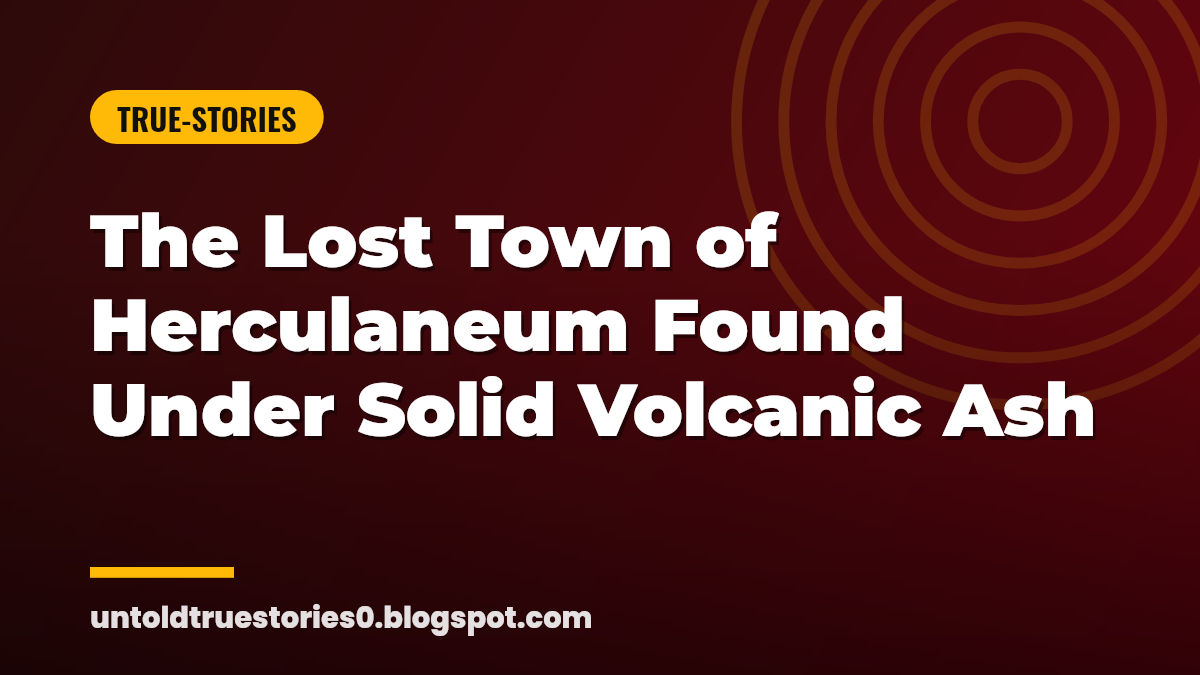 TRUE-STORIES
The Lost Town of
Herculaneum Found
Under Solid Volcanic Ash
untoldtruestories0.blogspot.com